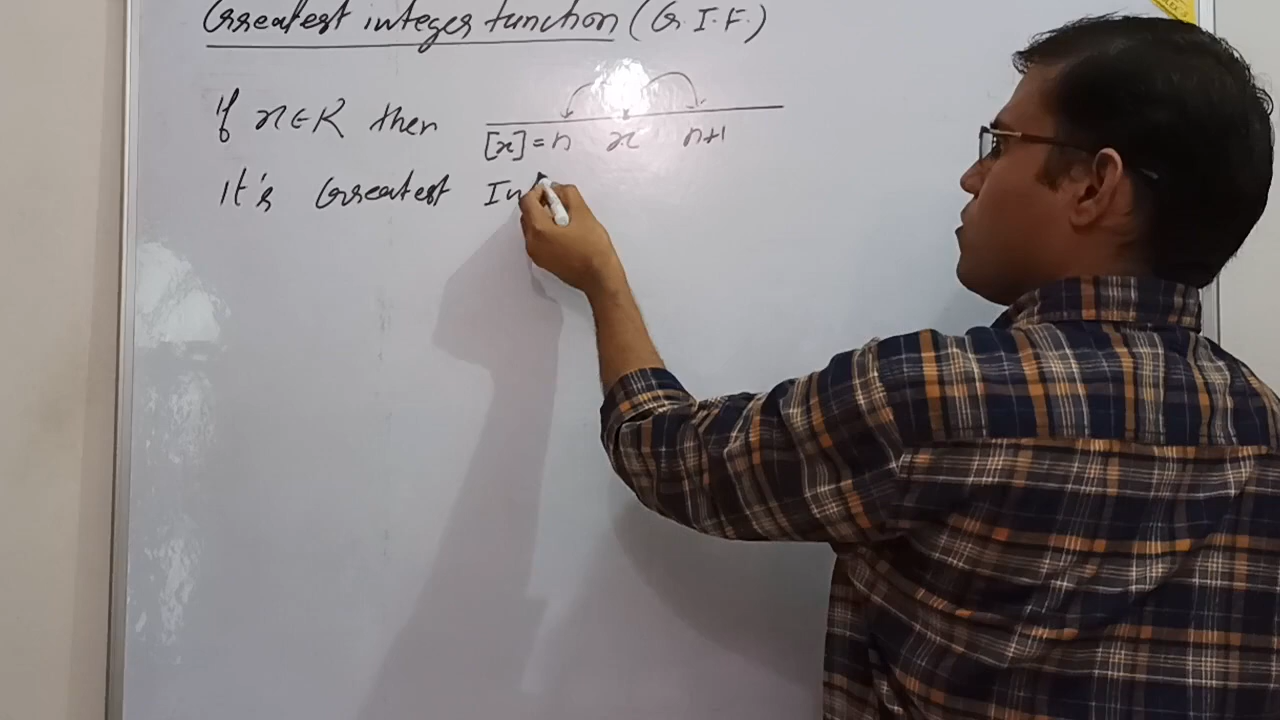 Greatest integer function (G.I.F.)
If x∈R then
[x]=n x n+1
It's Greatest In